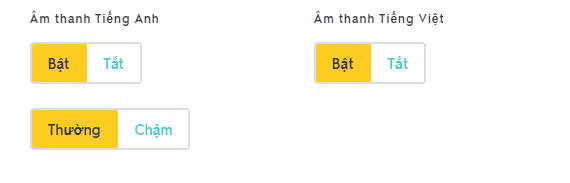 Âm thanh Tiếng Anh
Âm thanh Tiếng Việt
Bật Tắt
Bật Tắt
Thường Chậm